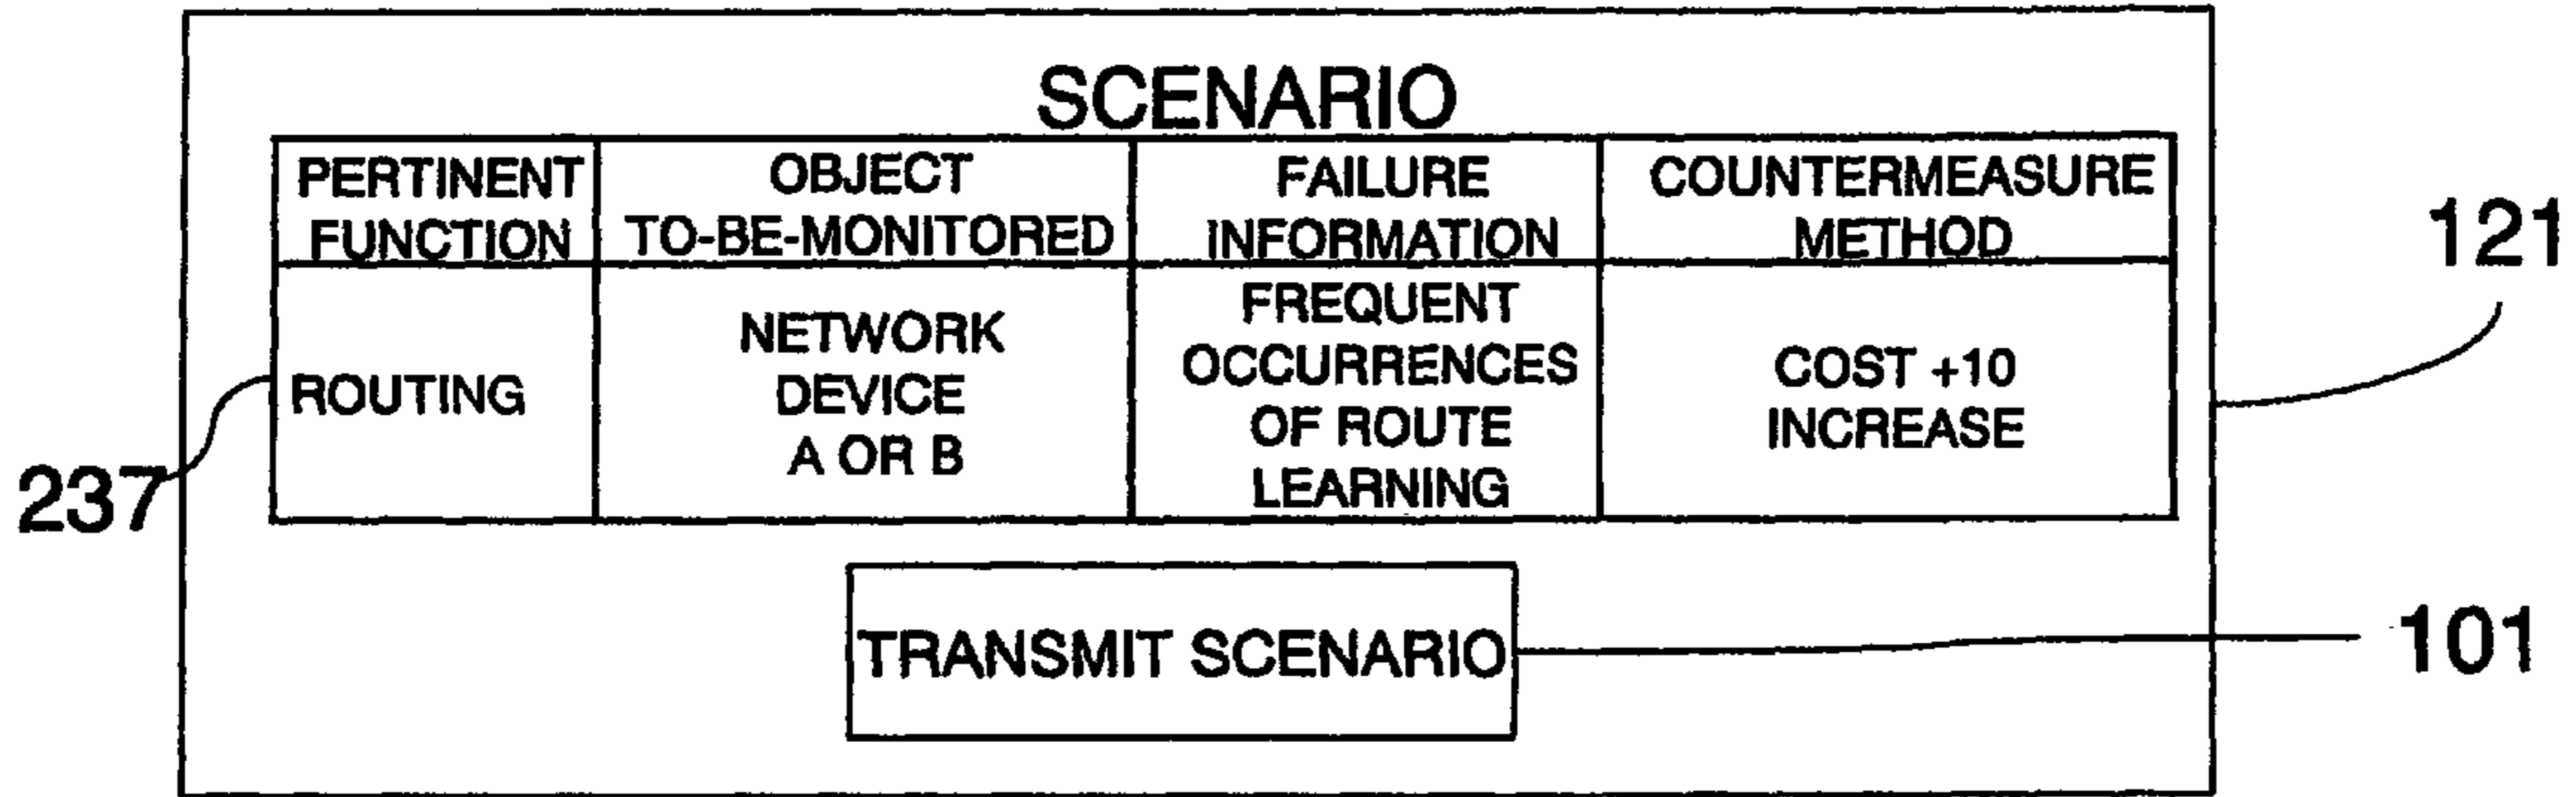 SCENARIO
PERTINENT
FUNCTION
OBJECT
TO-BE-MONITORED
FAILURE
INFORMATION
COUNTERMEASURE
METHOD
ROUTING
NETWORK
DEVICE
A OR B
FREQUENT
OCCURRENCES
OF ROUTE
LEARNING
COST +10
INCREASE
121
237
TRANSMIT SCENARIO
101